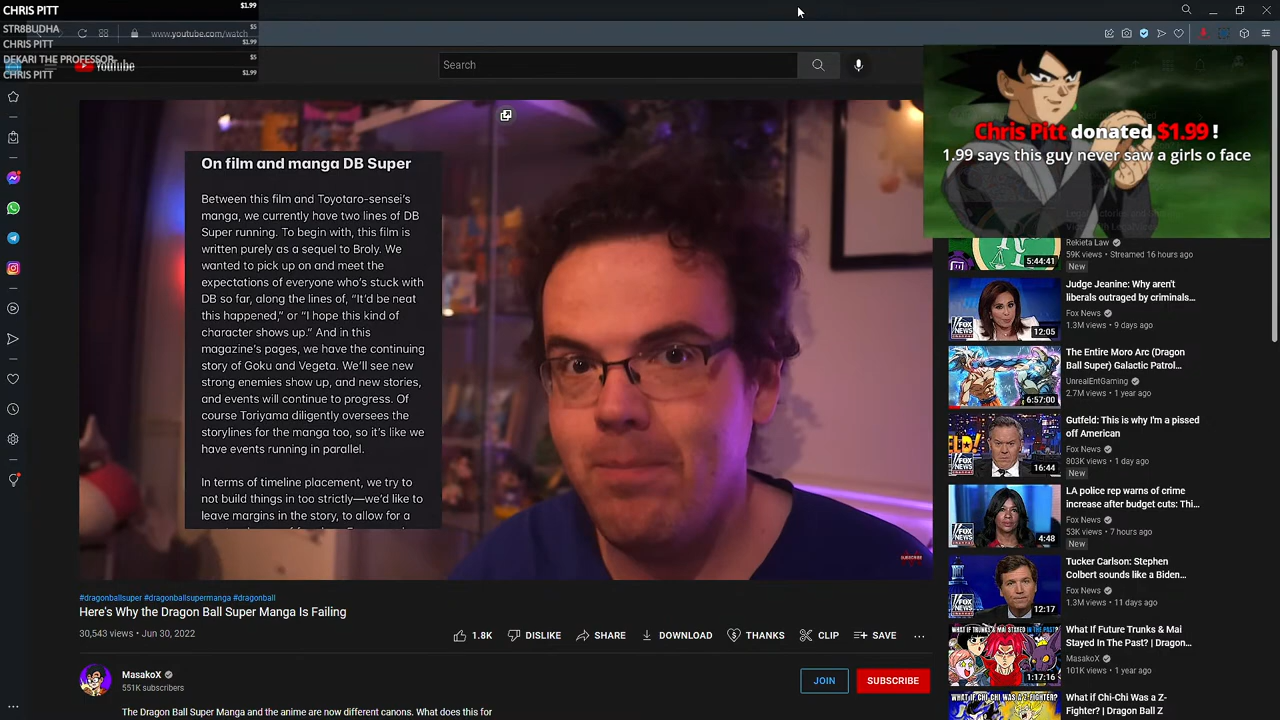 CHRIS PITT $1.99
STR8BUDHA $5
CHRIS PITT $1.99
DEKARI THE PROFESSOR $5
CHRIS PITT $1.99
www.youtube.com/watch
YouTube
Search
Chris Pitt donated $1.99 !
1.99 says this guy never saw a girls o face
On film and manga DB Super
Between this film and Toyotaro-sensei's
manga, we currently have two lines of DB
Super running. To begin with, this film is
written purely as a sequel to Broly. We
wanted to pick up on and meet the
expectations of everyone who's stuck with
DB so far, along the lines of, "It'd be neat
this happened," or "I hope this kind of
character shows up." And in this
magazine's pages, we have the continuing
story of Goku and Vegeta. We'll see new
strong enemies show up, and new stories,
and events will continue to progress. Of
course Toriyama diligently oversees the
storylines for the manga too, so it's like we
have events running in parallel.
In terms of timeline placement, we try to
not build things in too strictly—we'd like to
leave margins in the story, to allow for a
SUBSCRIBE
#dragonballsuper #dragonballsupermanga #dragonball
Here's Why the Dragon Ball Super Manga Is Failing
30,543 views • Jun 30, 2022
1.8K
DISLIKE
SHARE
DOWNLOAD
THANKS
CLIP
SAVE
MasakoX
551K subscribers
JOIN
SUBSCRIBE
The Dragon Ball Super Manga and the anime are now different canons. What does this for
Rekieta Law
59K views • Streamed 16 hours ago
New
5:44:41
Judge Jeanine: Why aren't
liberals outraged by criminals...
Fox News
1.3M views • 9 days ago
12:05
The Entire Moro Arc (Dragon
Ball Super) Galactic Patrol...
UnrealEntGaming
2.7M views • 1 year ago
6:57:00
Gutfeld: This is why I'm a pissed
off American
Fox News
803K views • 1 day ago
16:44
LA police rep warns of crime
increase after budget cuts: Thi...
Fox News
53K views • 7 hours ago
New
4:48
Tucker Carlson: Stephen
Colbert sounds like a Biden...
Fox News
1.3M views • 11 days ago
12:17
What If Future Trunks & Mai
Stayed In The Past? | Dragon...
MasakoX
101K views • 1 year ago
1:17:16
What if Chi-Chi Was a Z-
Fighter? | Dragon Ball Z